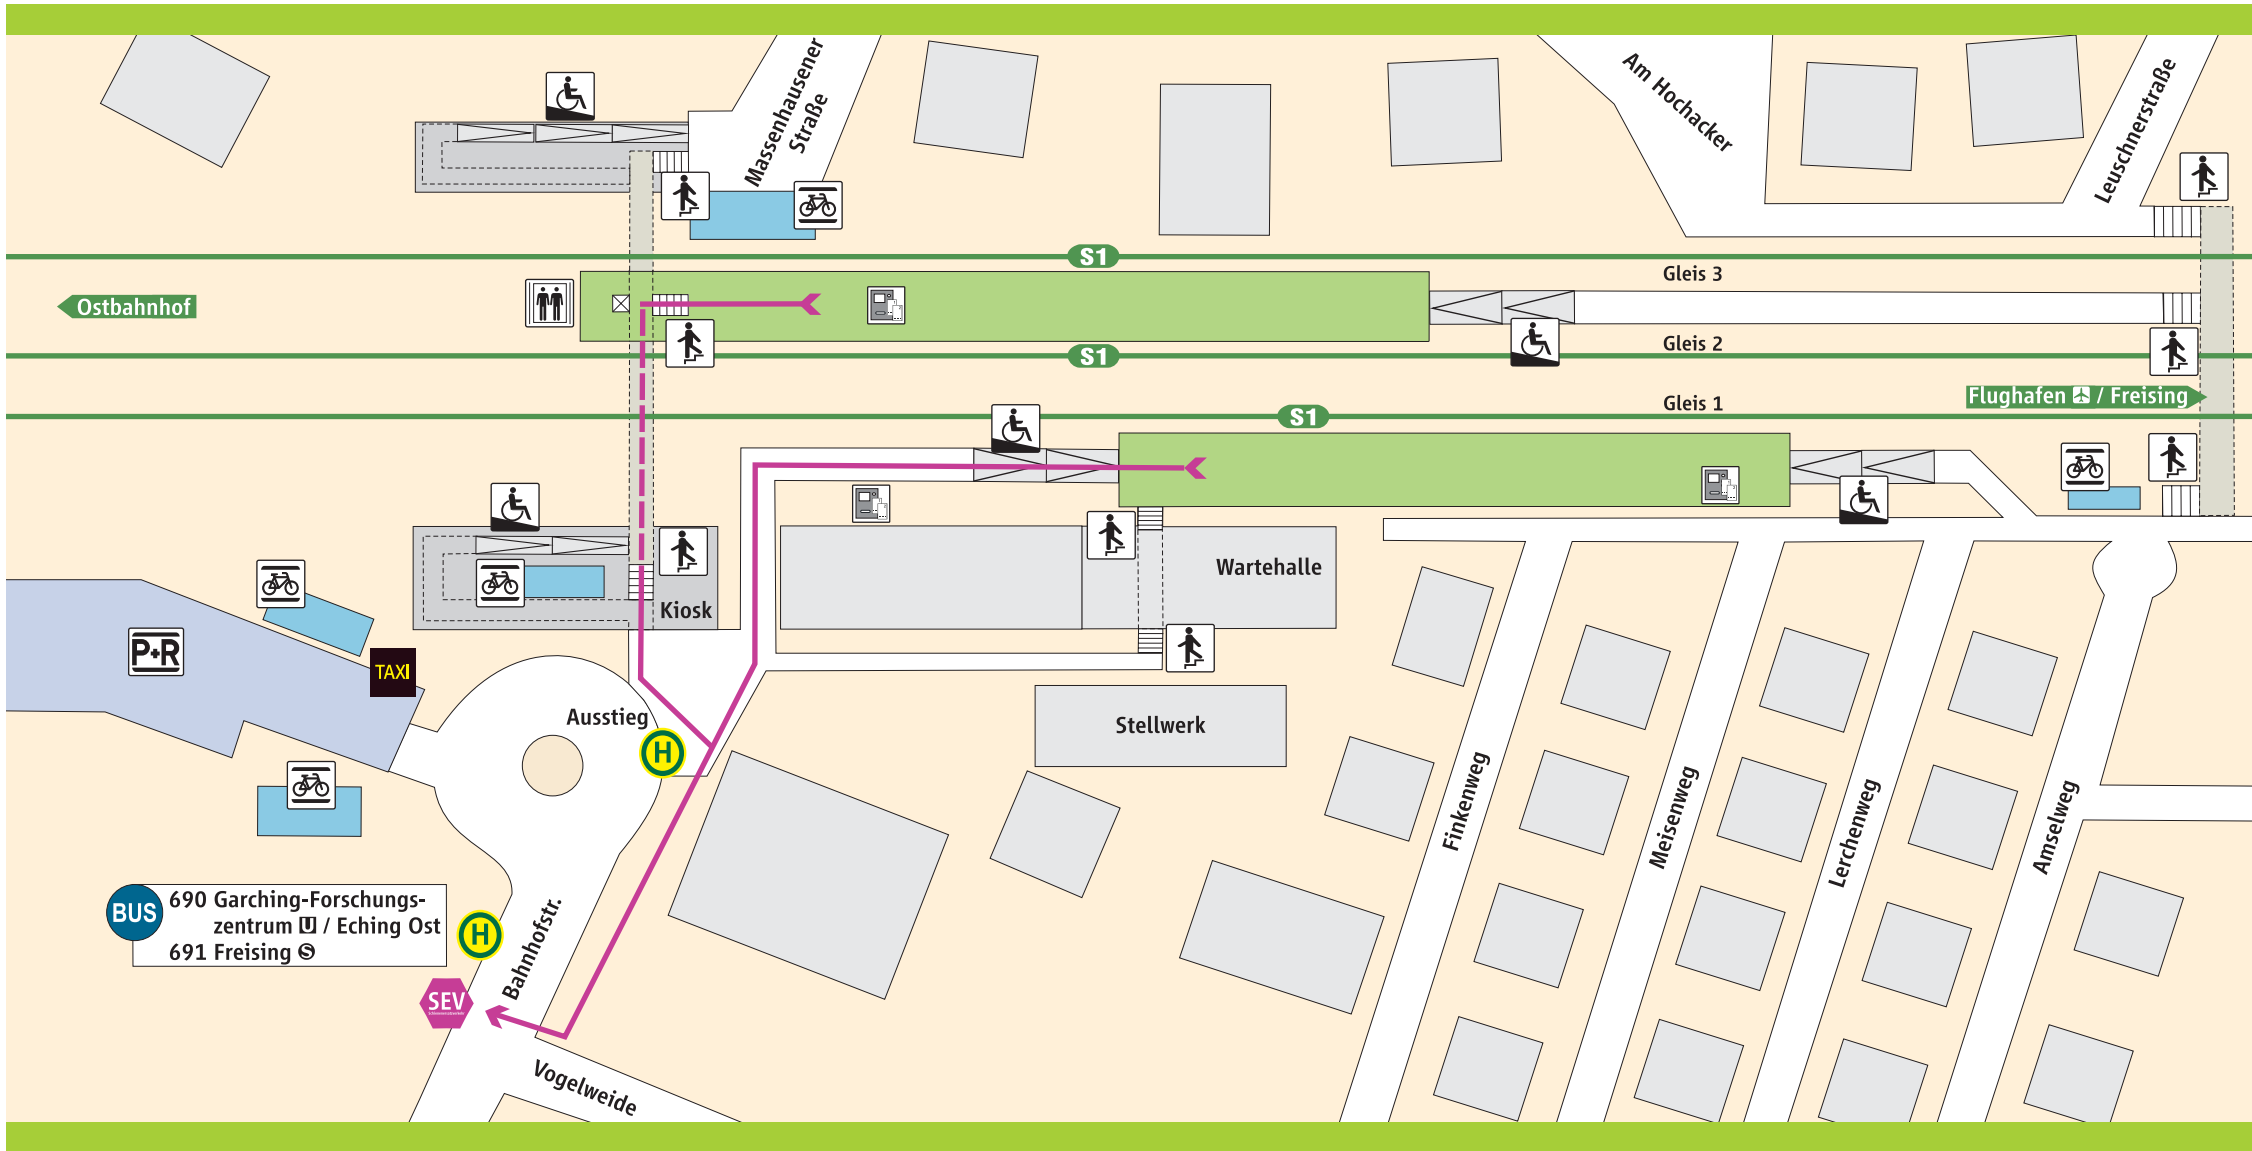 Massenhausener
Straße
Am Hochacker
Leuschnerstraße
S1
Gleis 3
Ostbahnhof
S1
Gleis 2
Flughafen / Freising
S1
Gleis 1
Wartehalle
Kiosk
P+R
TAXI
Ausstieg
H
Stellwerk
Finkenweg
Meisenweg
Lerchenweg
Amselweg
BUS
690 Garching-Forschungs-
zentrum U / Eching Ost
691 Freising S
H
Bahnhofstr.
SEV
Vogelweide